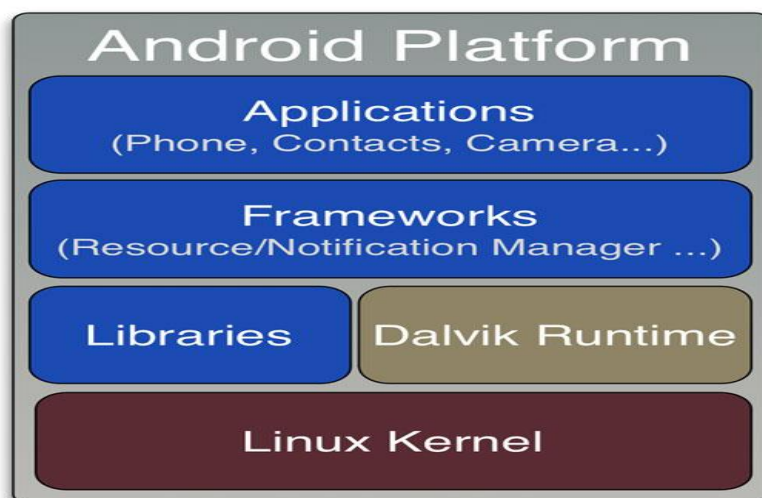 Android Platform
Applications
(Phone, Contacts, Camera...)
Frameworks
(Resource/Notification Manager ...)
Libraries
Dalvik Runtime
Linux Kernel